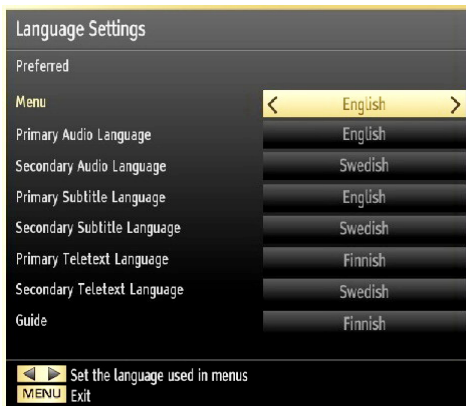 Language Settings
Preferred
Menu English
Primary Audio Language English
Secondary Audio Language Swedish
Primary Subtitle Language English
Secondary Subtitle Language Swedish
Primary Teletext Language Finnish
Secondary Teletext Language Swedish
Guide Finnish
Set the language used in menus
MENU Exit